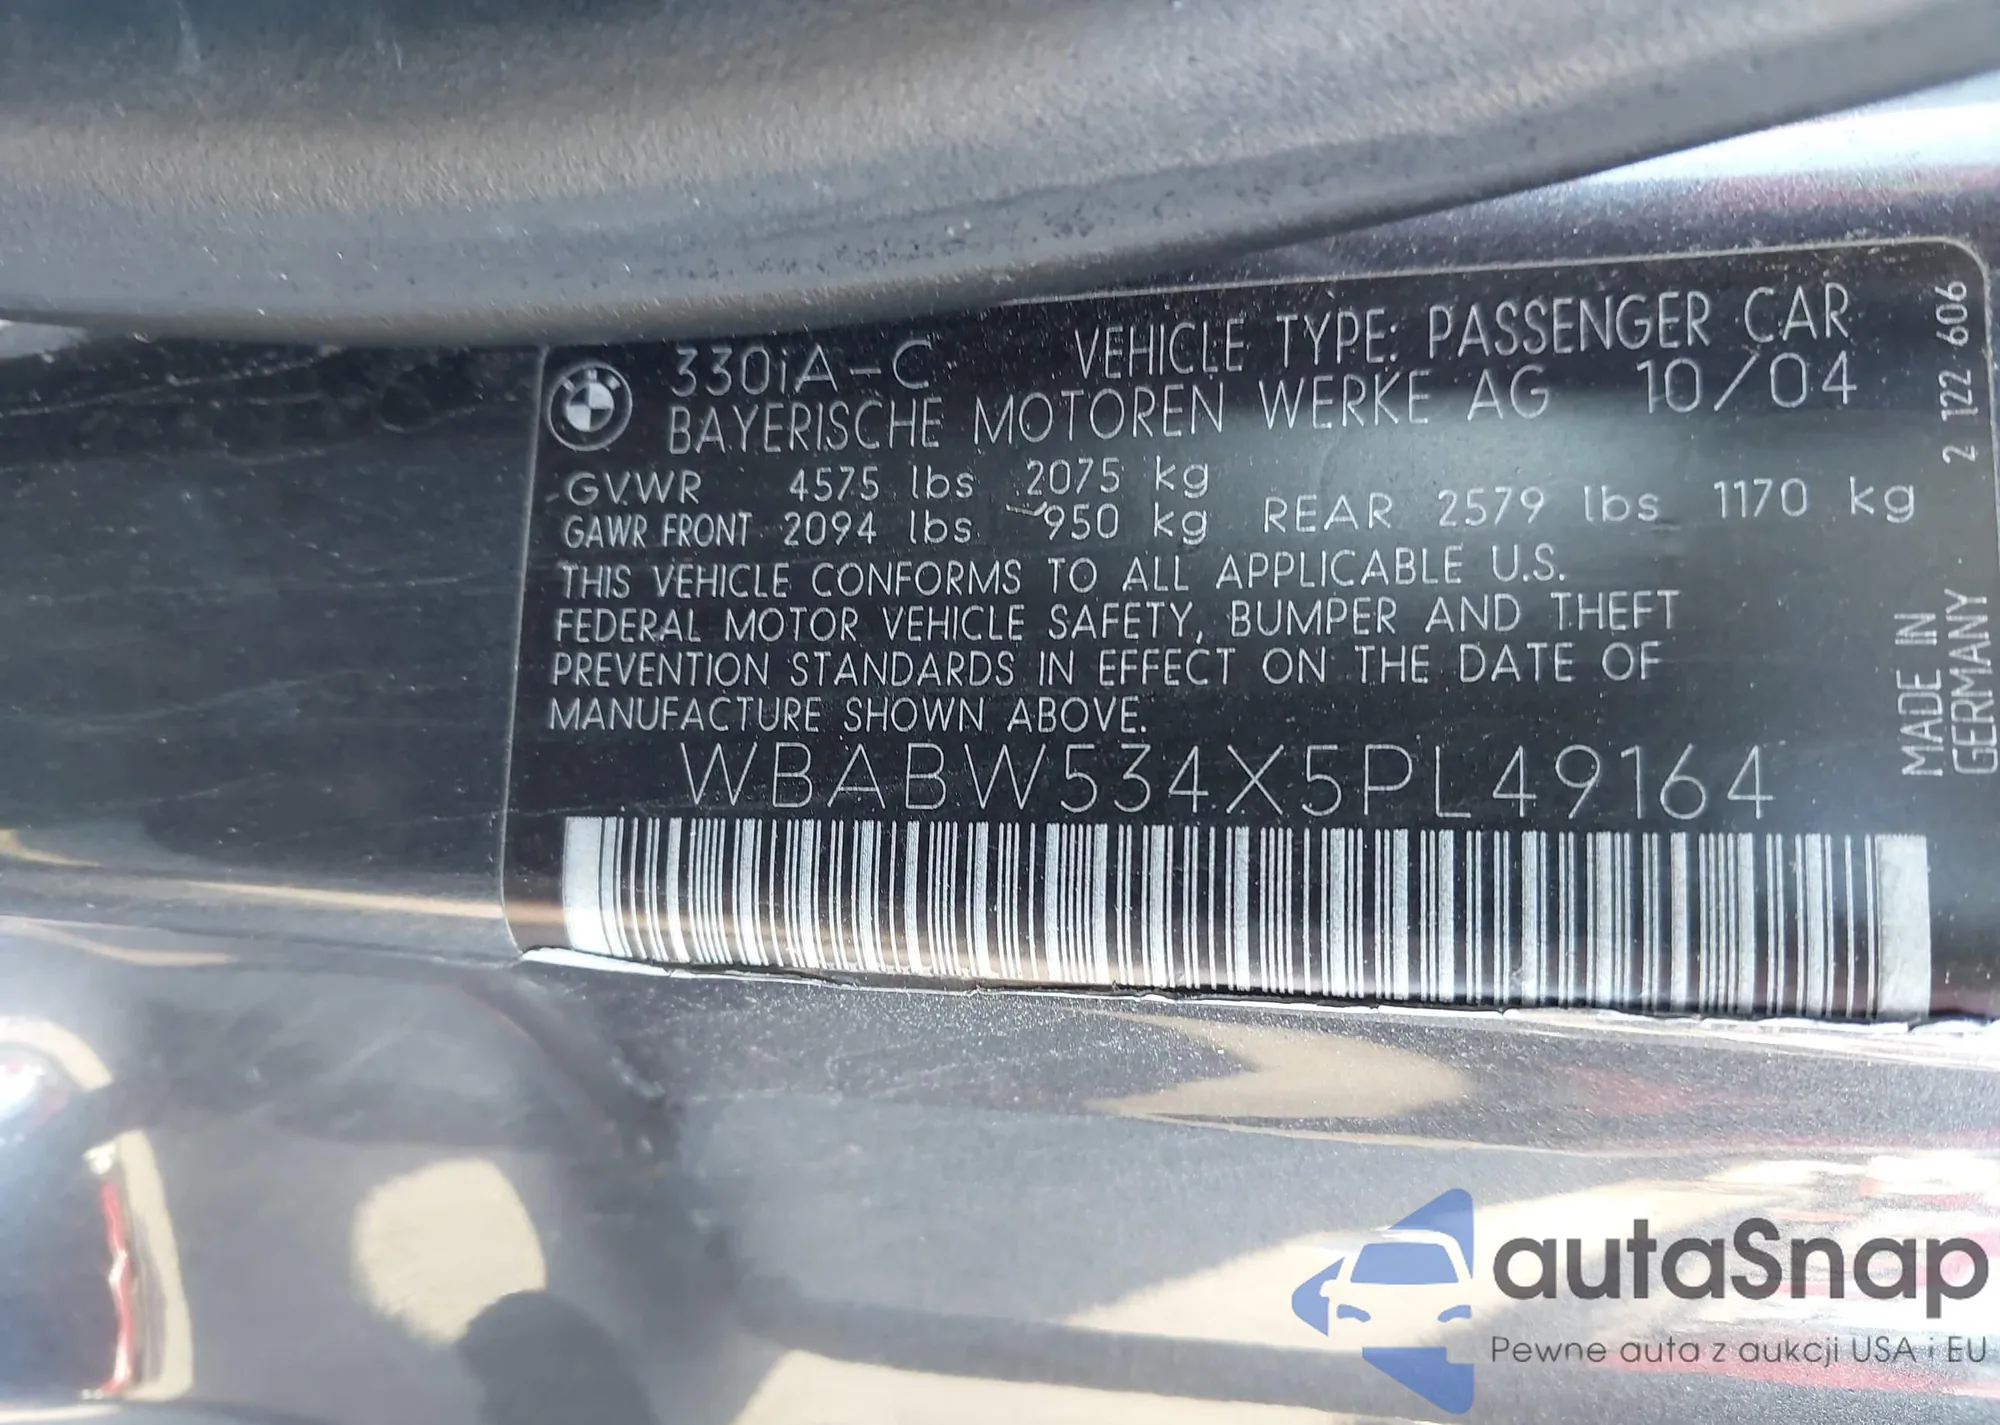 330iA-C VEHICLE TYPE: PASSENGER CAR
BAYERISCHE MOTOREN WERKE AG 10/04
GVWR 4575 lbs 2075 kg
GAWR FRONT 2094 lbs 950 kg REAR 2579 lbs 1170 kg
THIS VEHICLE CONFORMS TO ALL APPLICABLE U.S.
FEDERAL MOTOR VEHICLE SAFETY, BUMPER AND THEFT
PREVENTION STANDARDS IN EFFECT ON THE DATE OF
MANUFACTURE SHOWN ABOVE.
WBABW534X5PL49164
2 122 606
MADE IN
GERMANY
autaSnap
Pewne auta z aukcji USA i EU